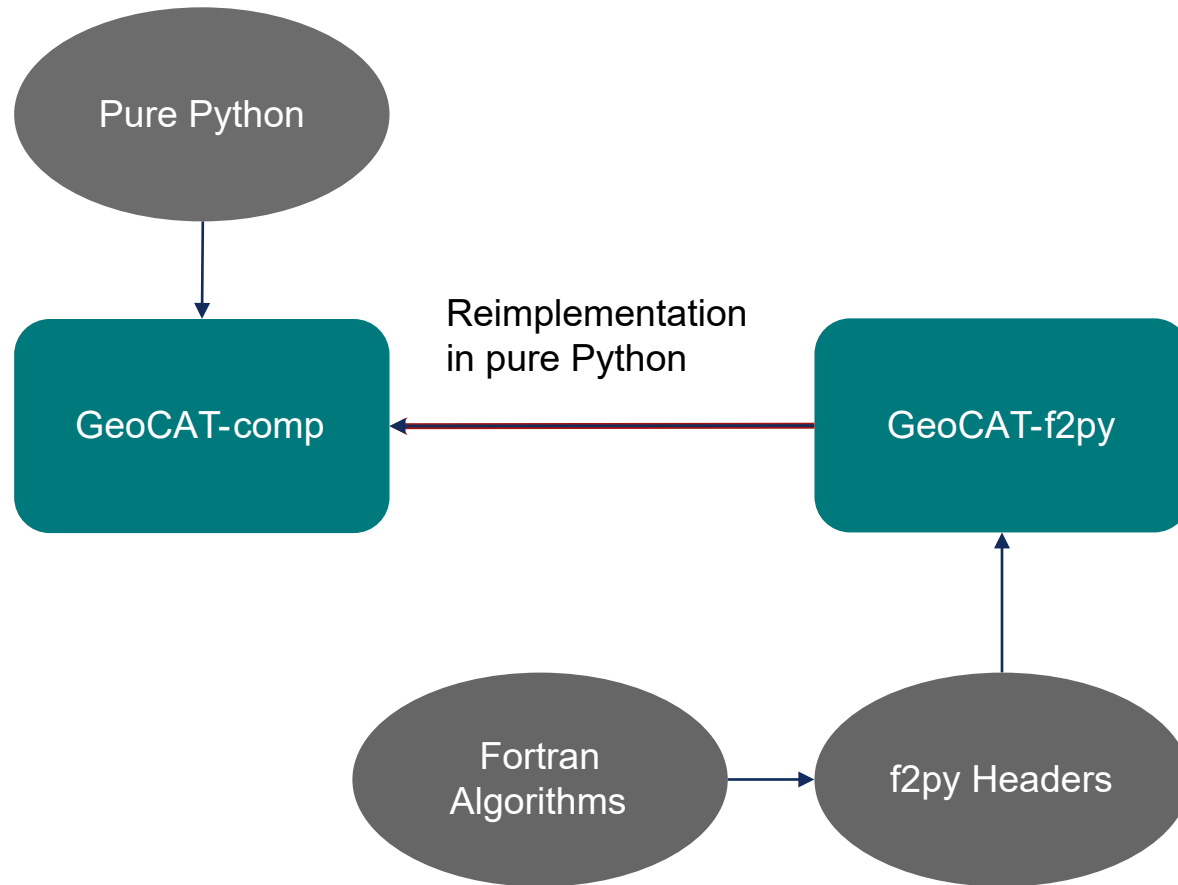 Pure Python
Reimplementation
in pure Python
GeoCAT-comp
GeoCAT-f2py
Fortran
Algorithms
f2py Headers